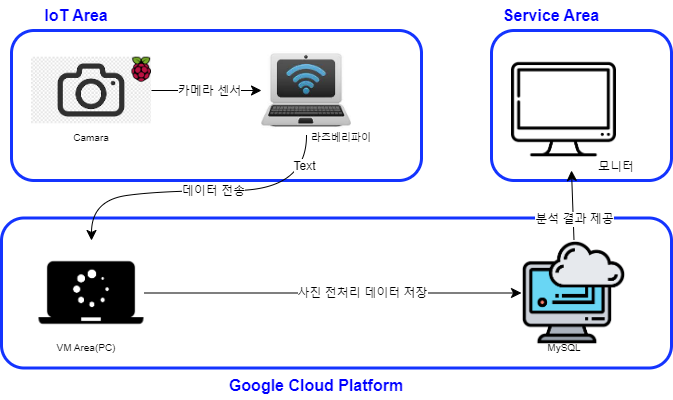 IoT Area
Service Area
카메라 센서
Camara
라즈베리파이
Text
모니터
데이터 전송
분석 결과 제공
사진 전처리 데이터 저장
VM Area(PC)
MySQL
Google Cloud Platform